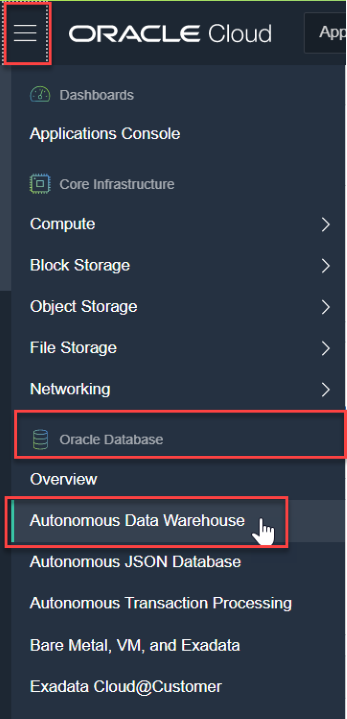 ORACLE Cloud
App
Dashboards
Applications Console
Core Infrastructure
Compute
Block Storage
Object Storage
File Storage
Networking
Oracle Database
Overview
Autonomous Data Warehouse
Autonomous JSON Database
Autonomous Transaction Processing
Bare Metal, VM, and Exadata
Exadata Cloud@Customer